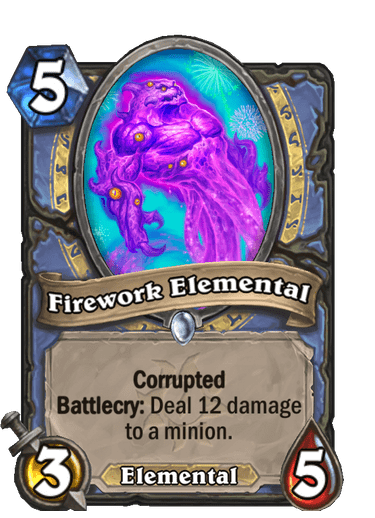 5
Firework Elemental
Corrupted
Battlecry: Deal 12 damage
to a minion.
3
Elemental
5